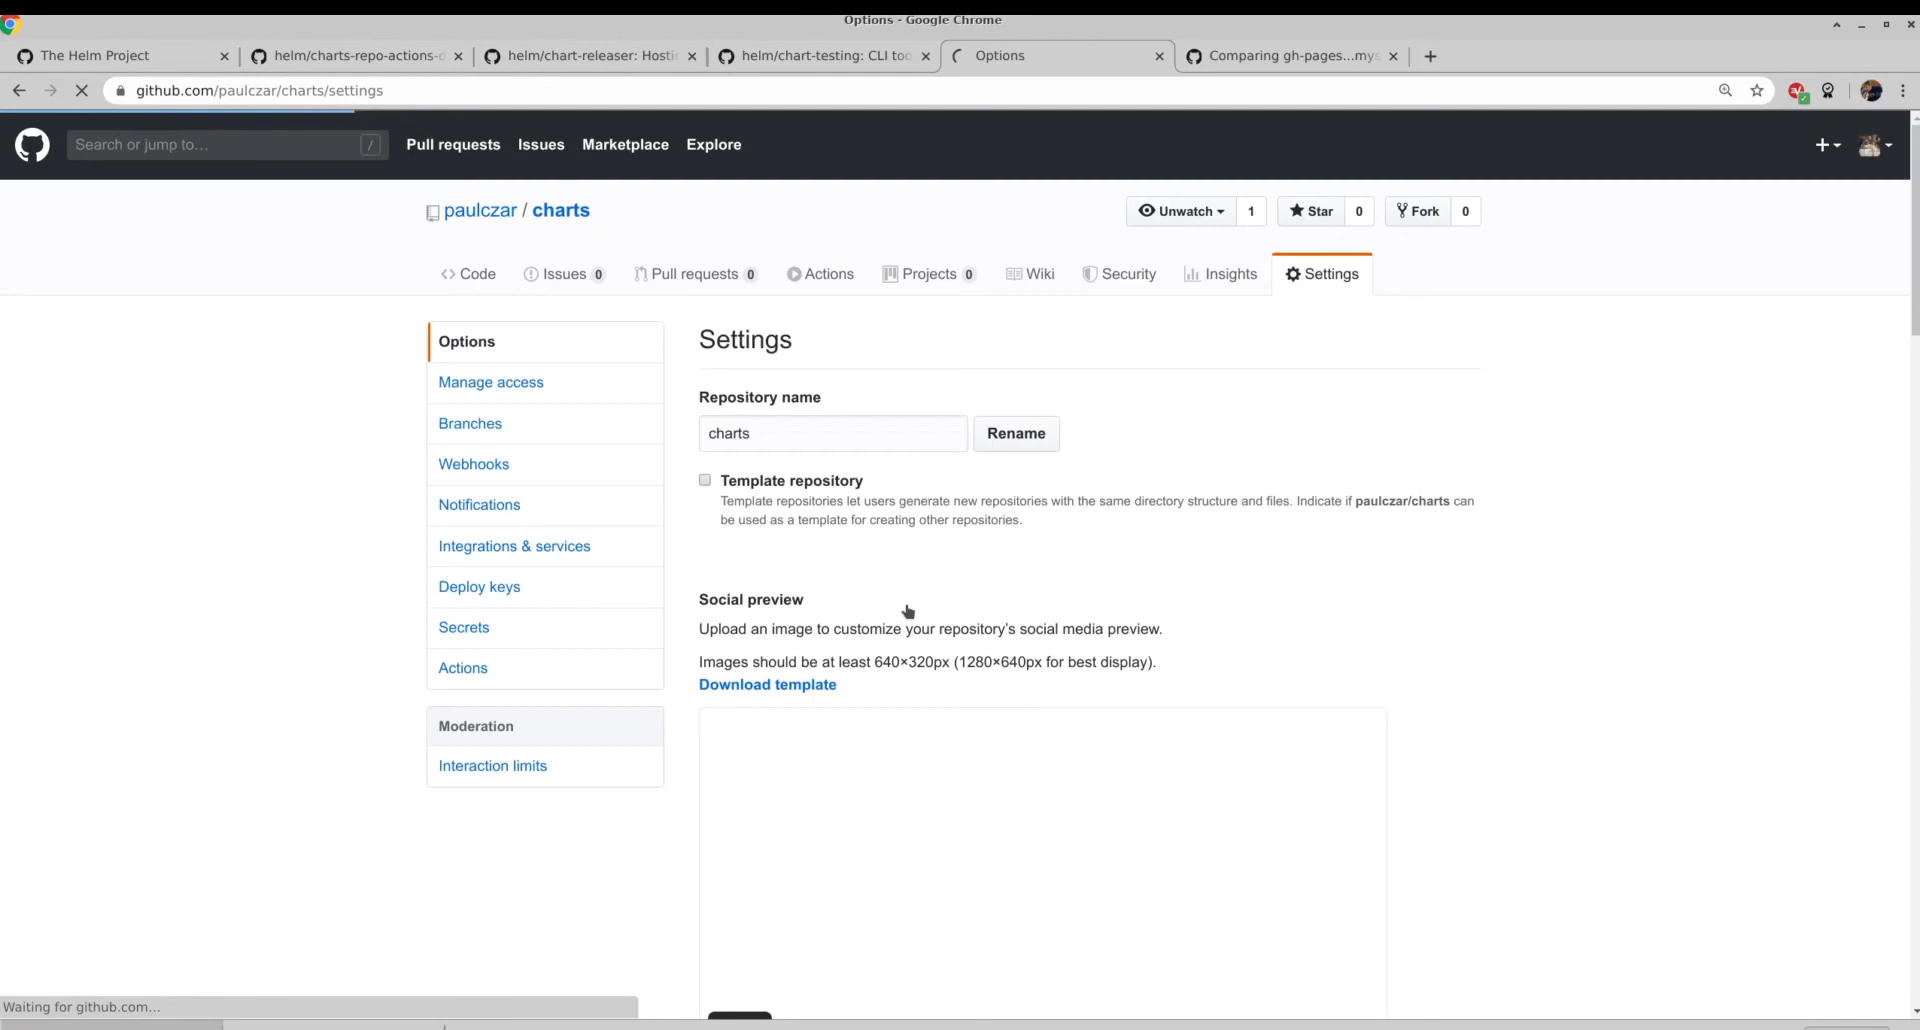 Options - Google Chrome
The Helm Project
helm/charts-repo-actions-d
helm/chart-releaser: Hosti
helm/chart-testing: CLI too
Options
Comparing gh-pages...mys
github.com/paulczar/charts/settings
Search or jump to…
/
Pull requests
Issues
Marketplace
Explore
paulczar / charts
Unwatch
1
Star
0
Fork
0
Code
Issues 0
Pull requests 0
Actions
Projects 0
Wiki
Security
Insights
Settings
Options
Manage access
Branches
Webhooks
Notifications
Integrations & services
Deploy keys
Secrets
Actions
Moderation
Interaction limits
Settings
Repository name
charts
Rename
Template repository
Template repositories let users generate new repositories with the same directory structure and files. Indicate if paulczar/charts can
be used as a template for creating other repositories.
Social preview
Upload an image to customize your repository's social media preview.
Images should be at least 640×320px (1280×640px for best display).
Download template
Waiting for github.com...